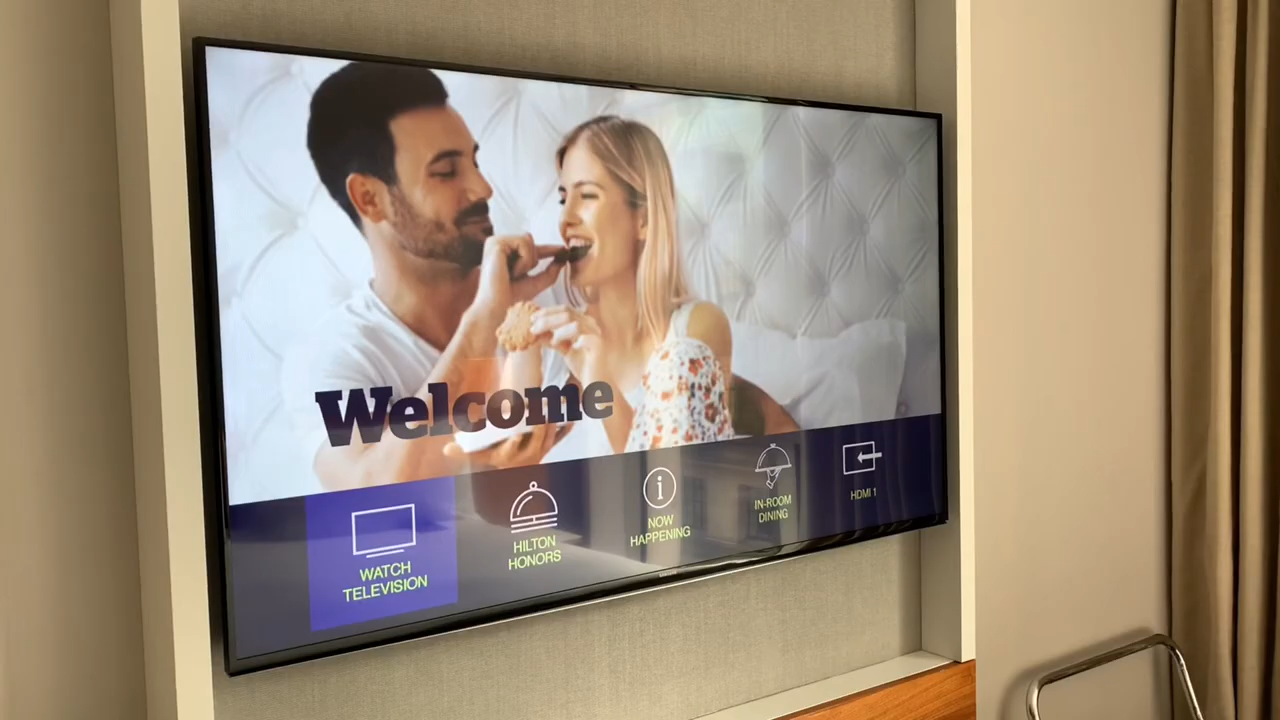 Welcome
WATCH
TELEVISION
HILTON
HONORS
NOW
HAPPENING
IN-ROOM
DINING
HDMI 1